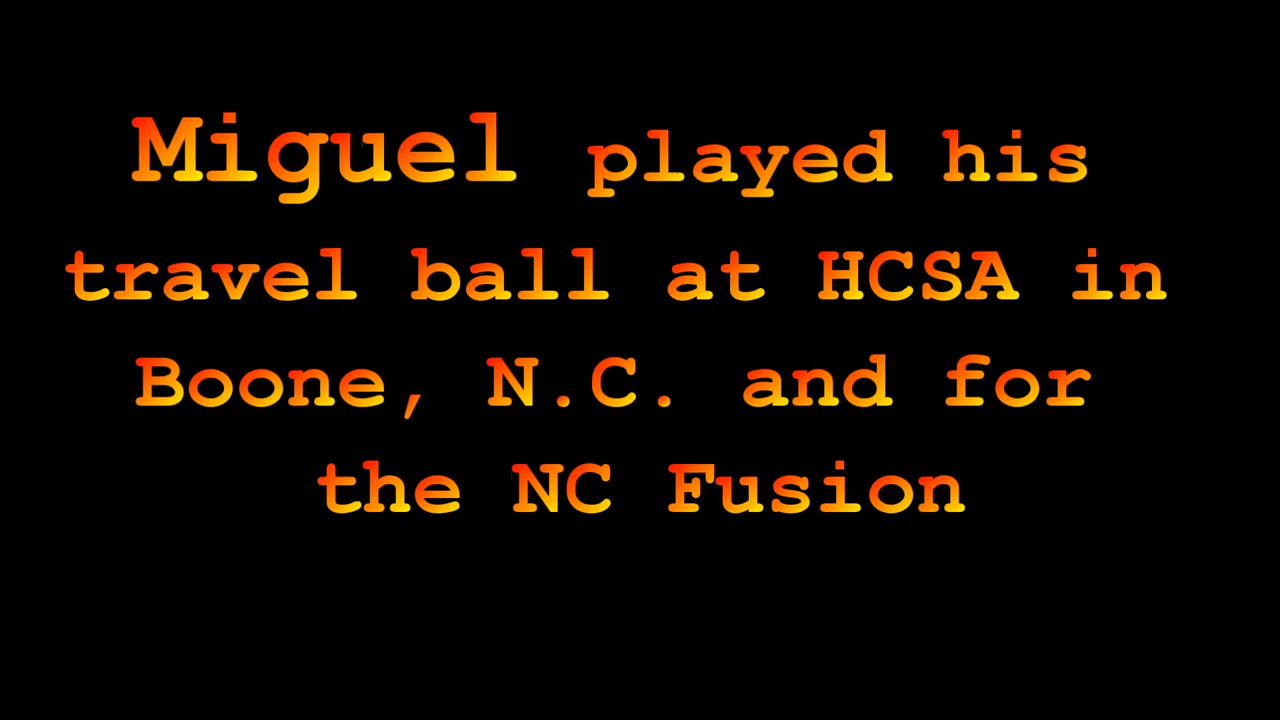 Miguel played his
travel ball at HCSA in
Boone, N.C. and for
the NC Fusion